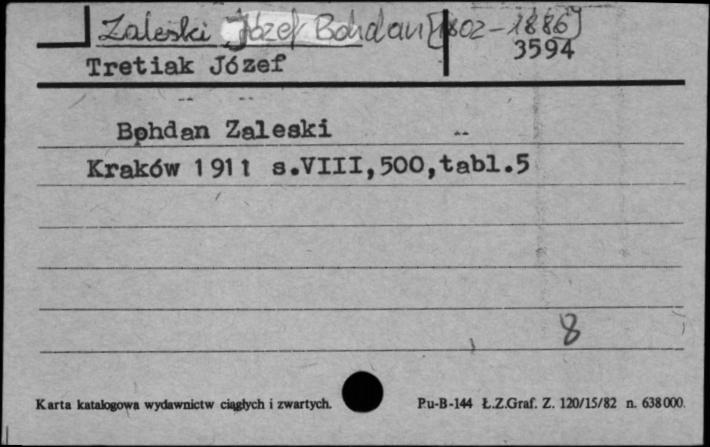 Zaleski Józef Bohdan [1802-1886]
3594
Tretiak Józef
Bohdan Zaleski
Kraków 1911 s.VIII,500,tabl.5
8
Karta katalogowa wydawnictw ciągłych i zwartych. Pu-B-144 Ł.Z.Graf. Z. 120/15/82 n. 638000.